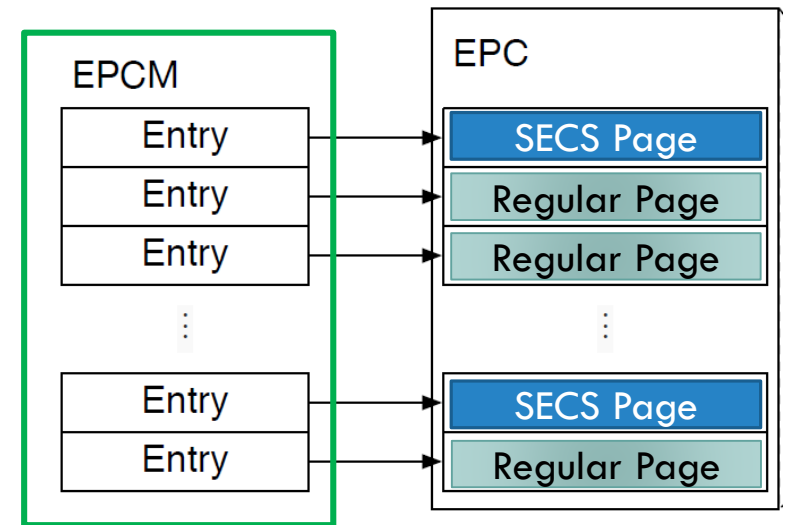 EPCM
EPC
Entry
SECS Page
Entry
Regular Page
Entry
Regular Page
⋮
⋮
Entry
SECS Page
Entry
Regular Page